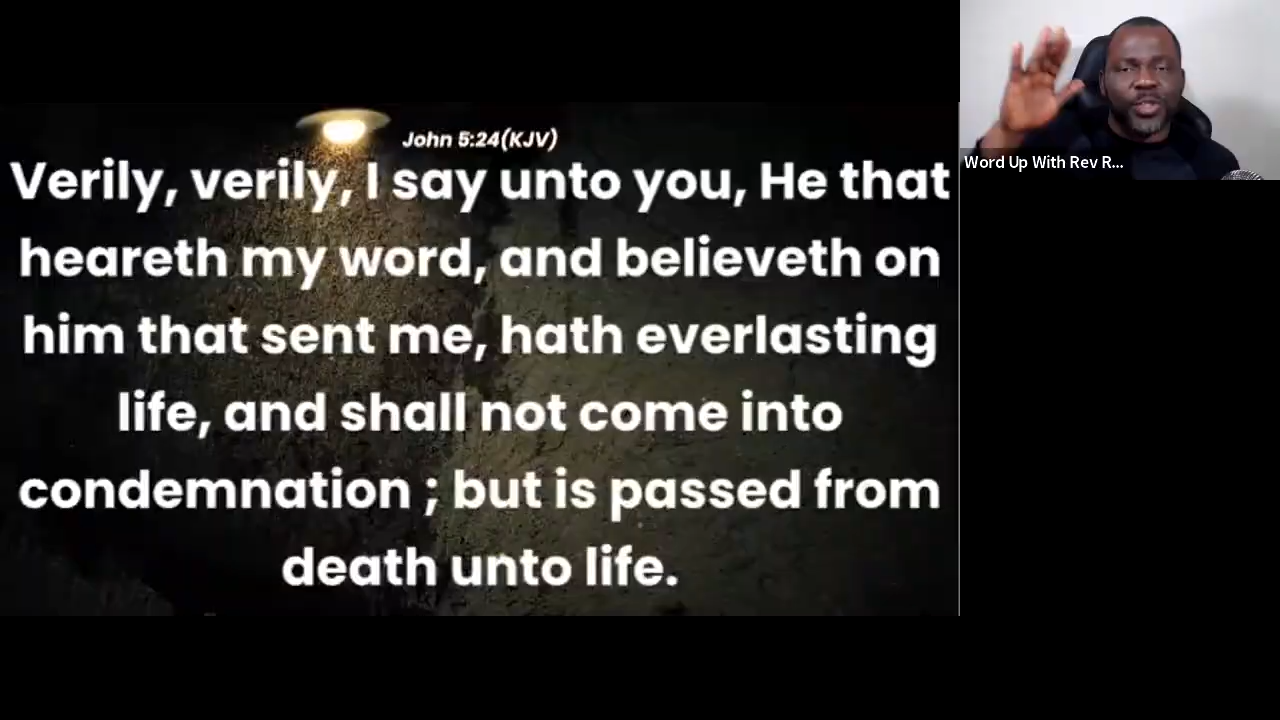 John 5:24(KJV)
Verily, verily, I say unto you, He that
heareth my word, and believeth on
him that sent me, hath everlasting
life, and shall not come into
condemnation ; but is passed from
death unto life.
Word Up With Rev R...